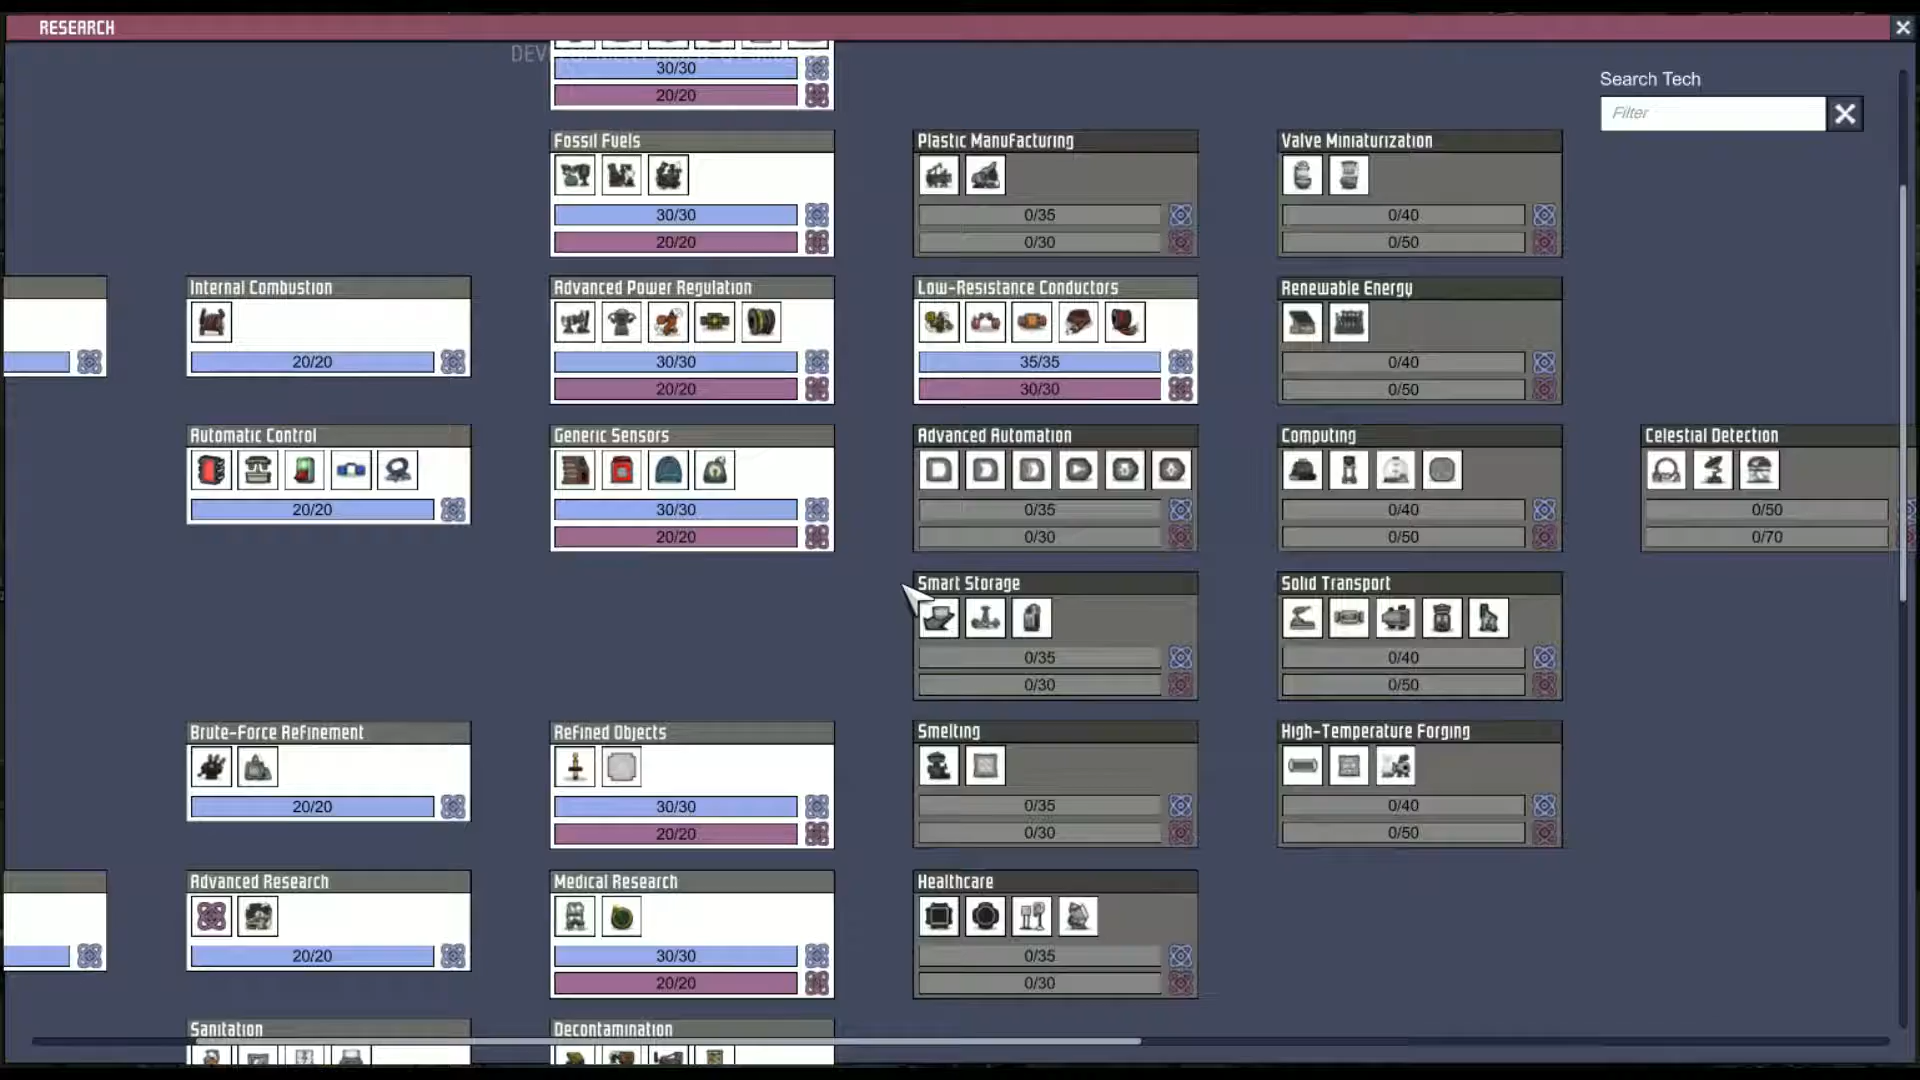 RESEARCH
Search Tech
Filter
30/30
20/20
Fossil Fuels
30/30
20/20
Plastic Manufacturing
0/35
0/30
Valve Miniaturization
0/40
0/50
Internal Combustion
20/20
Advanced Power Regulation
30/30
20/20
Low-Resistance Conductors
35/35
30/30
Renewable Energy
0/40
0/50
Automatic Control
20/20
Generic Sensors
30/30
20/20
Advanced Automation
0/35
0/30
Computing
0/40
0/50
Celestial Detection
0/50
0/70
Smart Storage
0/35
0/30
Solid Transport
0/40
0/50
Brute-Force Refinement
20/20
Refined Objects
30/30
20/20
Smelting
0/35
0/30
High-Temperature Forging
0/40
0/50
Advanced Research
20/20
Medical Research
30/30
20/20
Healthcare
0/35
0/30
Sanitation
Decontamination